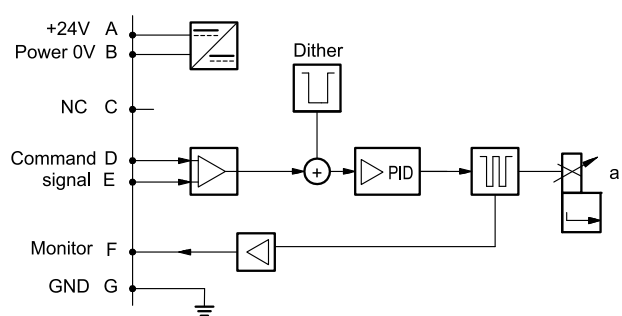 +24V A
Power 0V B
Dither
NC C
Command D
signal E
+
PID
a
Monitor F
GND G